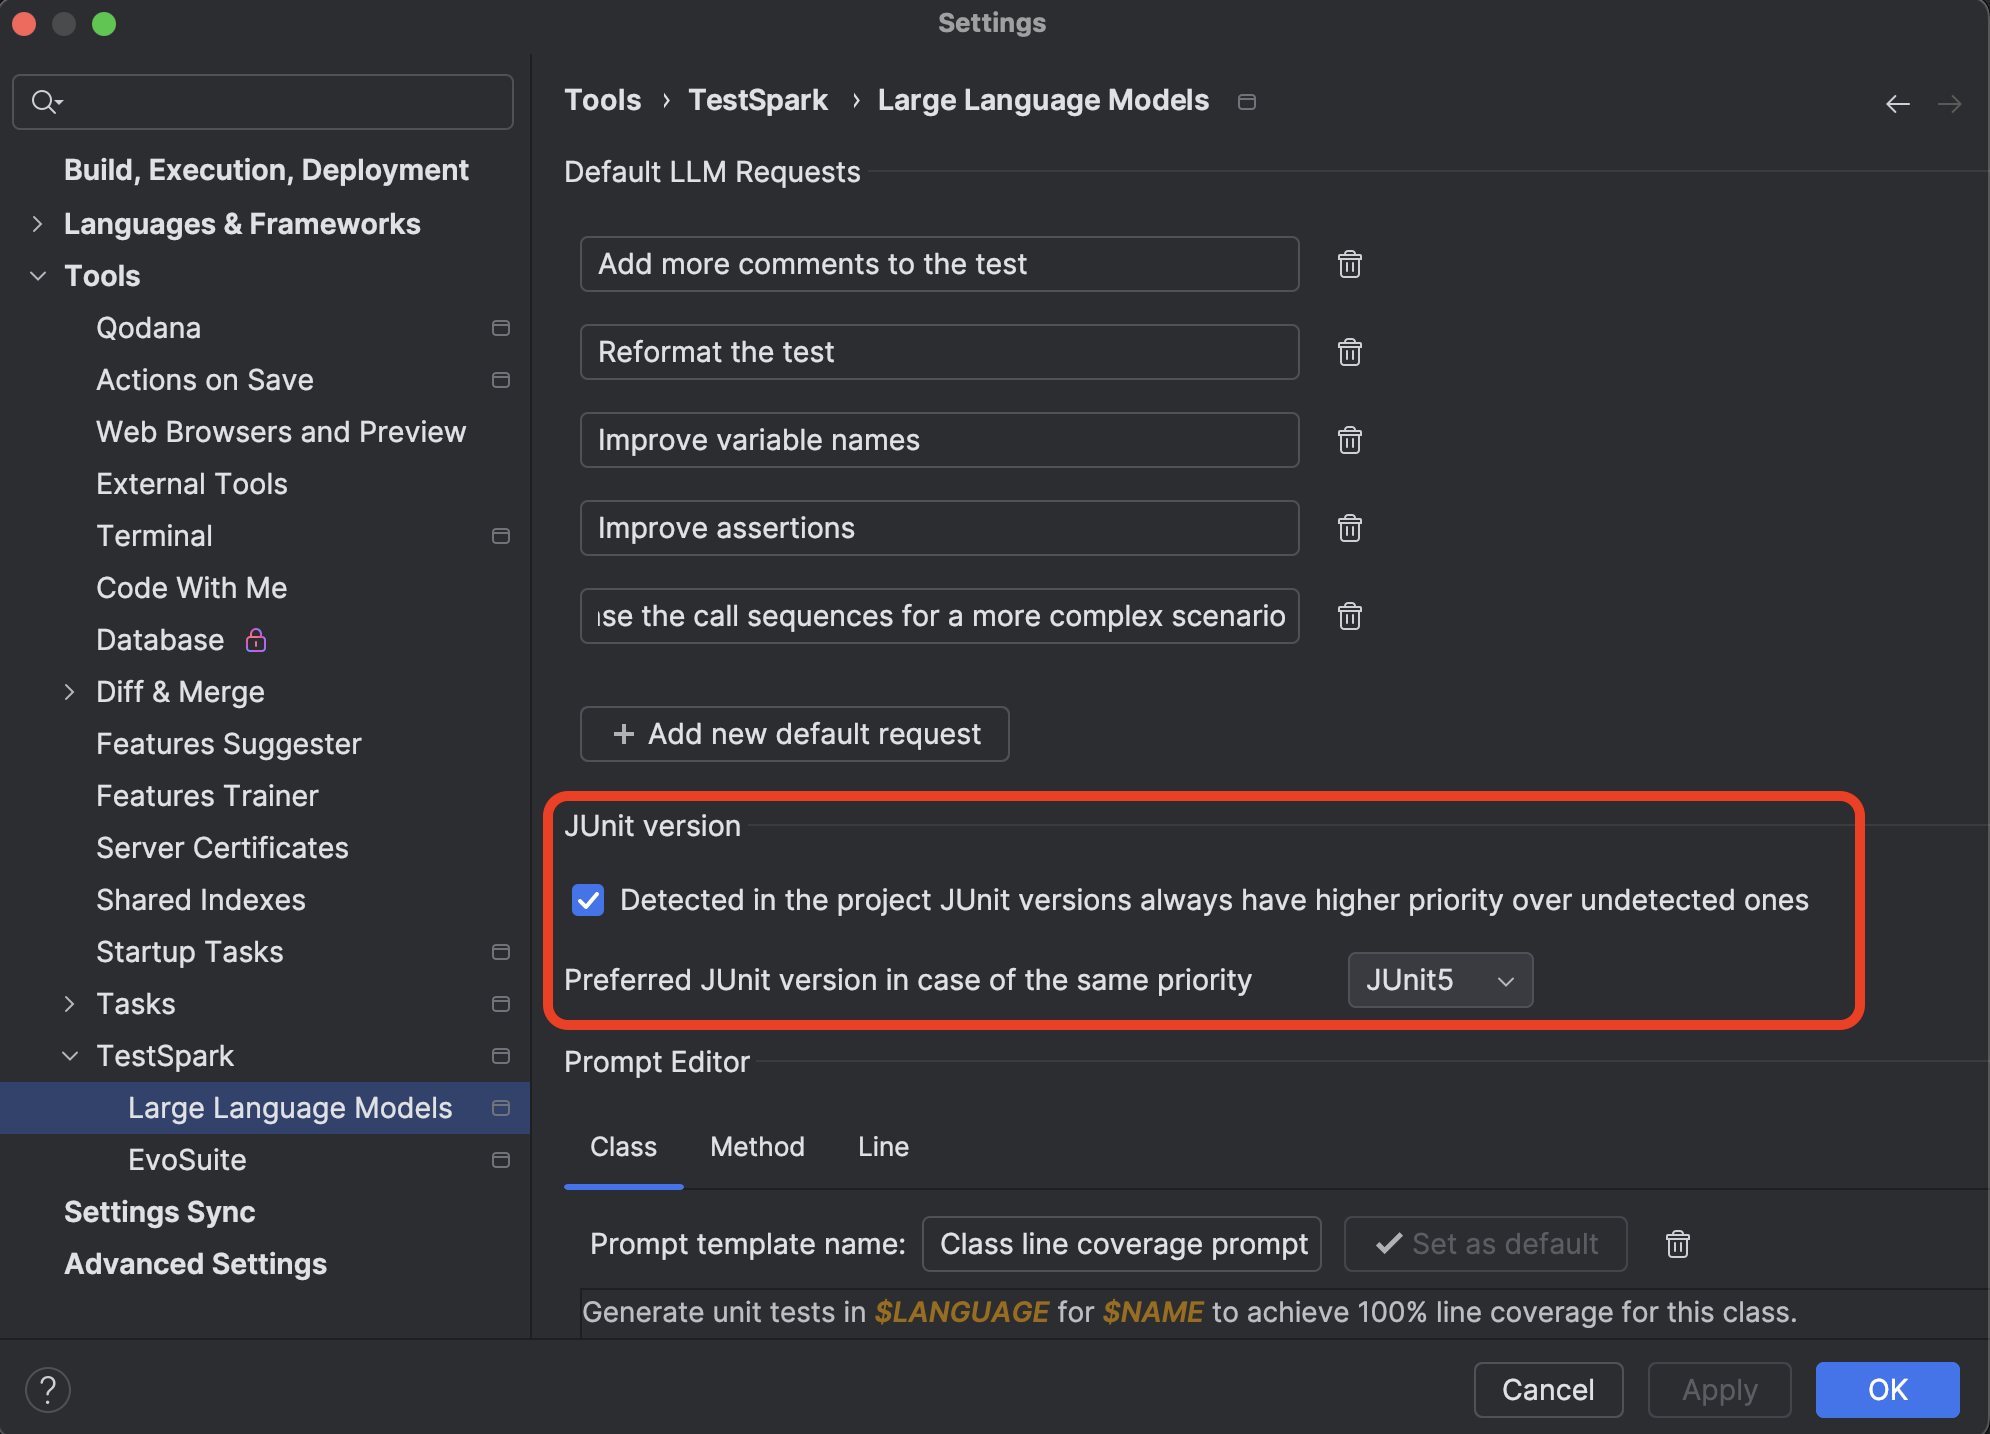 Settings
Build, Execution, Deployment
Languages & Frameworks
Tools
Qodana
Actions on Save
Web Browsers and Preview
External Tools
Terminal
Code With Me
Database
Diff & Merge
Features Suggester
Features Trainer
Server Certificates
Shared Indexes
Startup Tasks
Tasks
TestSpark
Large Language Models
EvoSuite
Settings Sync
Advanced Settings
Tools › TestSpark › Large Language Models
Default LLM Requests
Add more comments to the test
Reformat the test
Improve variable names
Improve assertions
se the call sequences for a more complex scenario
+ Add new default request
JUnit version
Detected in the project JUnit versions always have higher priority over undetected ones
Preferred JUnit version in case of the same priority JUnit5
Prompt Editor
Class Method Line
Prompt template name: Class line coverage prompt Set as default
Generate unit tests in $LANGUAGE for $NAME to achieve 100% line coverage for this class.
? Cancel Apply OK